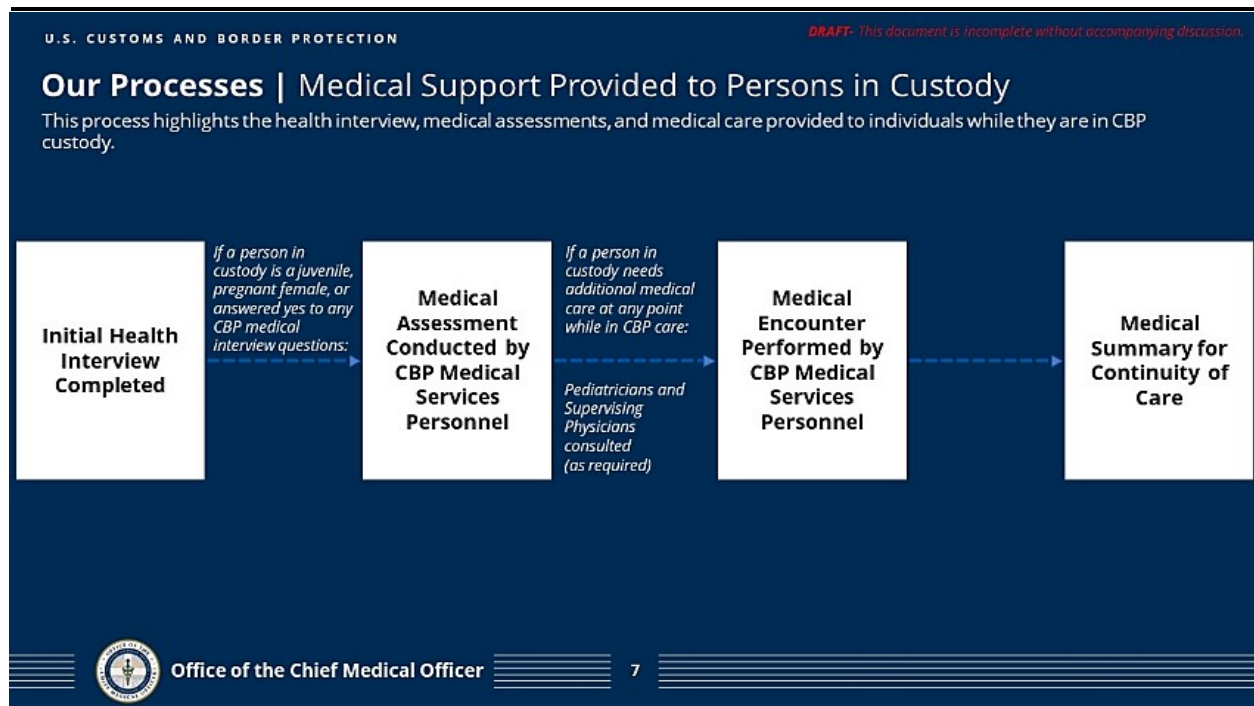 U.S. CUSTOMS AND BORDER PROTECTION
DRAFT- This document is incomplete without accompanying discussion.
Our Processes | Medical Support Provided to Persons in Custody
This process highlights the health interview, medical assessments, and medical care provided to individuals while they are in CBP
custody.
Initial Health
Interview
Completed
If a person in
custody is a juvenile,
pregnant female, or
answered yes to any
CBP medical
interview questions:
Medical
Assessment
Conducted by
CBP Medical
Services
Personnel
If a person in
custody needs
additional medical
care at any point
while in CBP care:
Pediatricians and
Supervising
Physicians
consulted
(as required)
Medical
Encounter
Performed by
CBP Medical
Services
Personnel
Medical
Summary for
Continuity of
Care
Office of the Chief Medical Officer
7